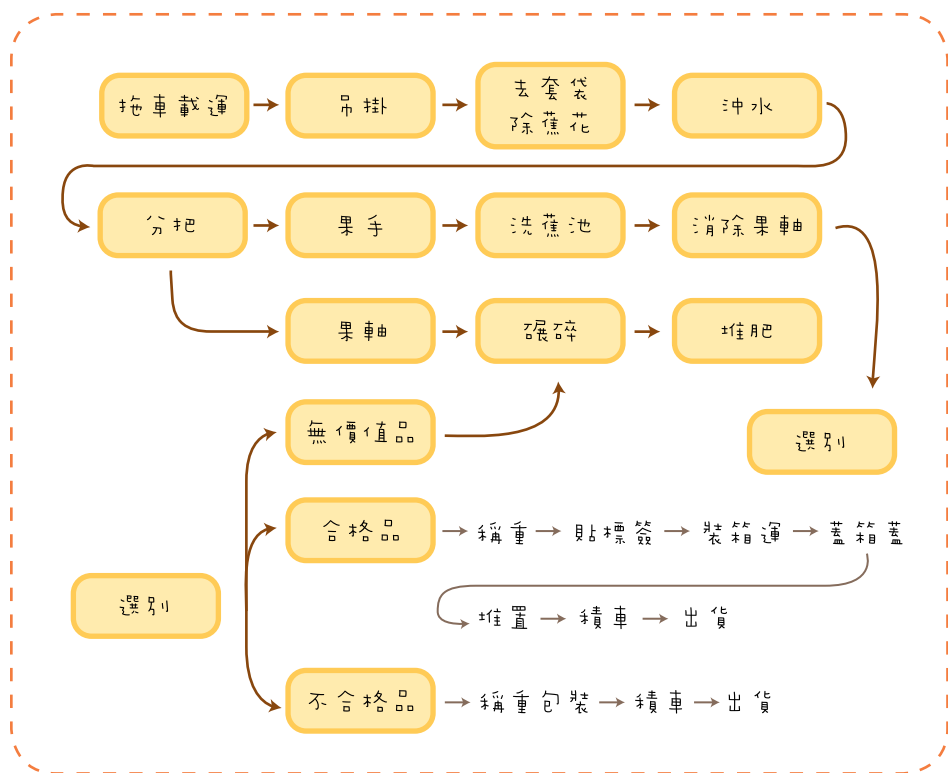 拖車載運
吊掛
去套袋
除蕉花
沖水
分把
果手
洗蕉池
消除果軸
果軸
碾碎
堆肥
選別
無價值品
合格品
稱重
貼標簽
裝箱運
蓋箱蓋
堆置
積車
出貨
選別
不合格品
稱重包裝
積車
出貨